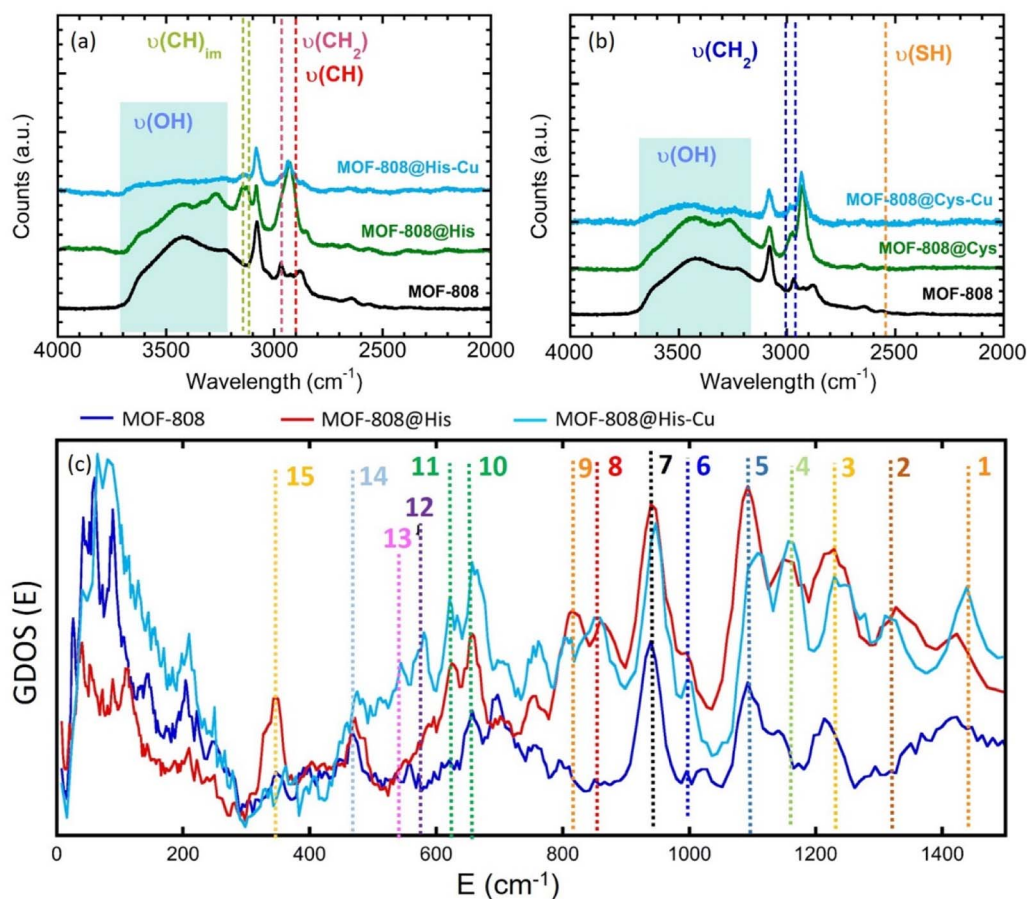 (a)
υ(CH)im
υ(CH2)
υ(CH)
υ(OH)
MOF-808@His-Cu
MOF-808@His
MOF-808
Counts (a.u.)
4000 3500 3000 2500 2000
Wavelength (cm-1)
(b)
υ(CH2)
υ(SH)
υ(OH)
MOF-808@Cys-Cu
MOF-808@Cys
MOF-808
Counts (a.u.)
4000 3500 3000 2500 2000
Wavelength (cm-1)
MOF-808 MOF-808@His MOF-808@His-Cu
(c)
15 14 13 12 11 10 9 8 7 6 5 4 3 2 1
GDOS (E)
0 200 400 600 800 1000 1200 1400
E (cm-1)